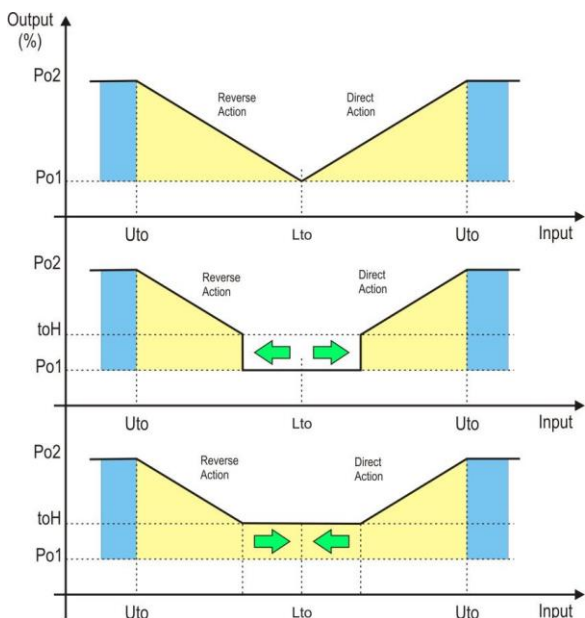 Output
(%)
Po2
Reverse
Action
Direct
Action
Po1
Uto
Lto
Uto
Input
Po2
Reverse
Action
Direct
Action
toH
Po1
Uto
Lto
Uto
Input
Po2
Reverse
Action
Direct
Action
toH
Po1
Uto
Lto
Uto
Input